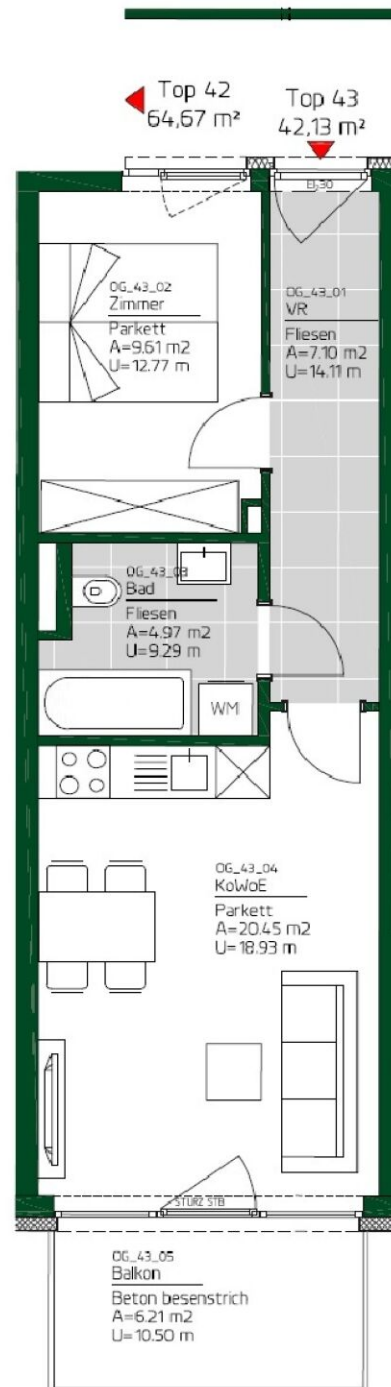 Top 42
64,67 m²
Top 43
42,13 m²
EI₂30
OG_43_02
Zimmer
Parkett
A=9.61 m2
U=12.77 m
OG_43_01
VR
Fliesen
A=7.10 m2
U=14.11 m
OG_43_03
Bad
Fliesen
A=4.97 m2
U=9.29 m
WM
OG_43_04
KoWoE
Parkett
A=20.45 m2
U=18.93 m
STURZ STB
OG_43_05
Balkon
Beton besenstrich
A=6.21 m2
U=10.50 m